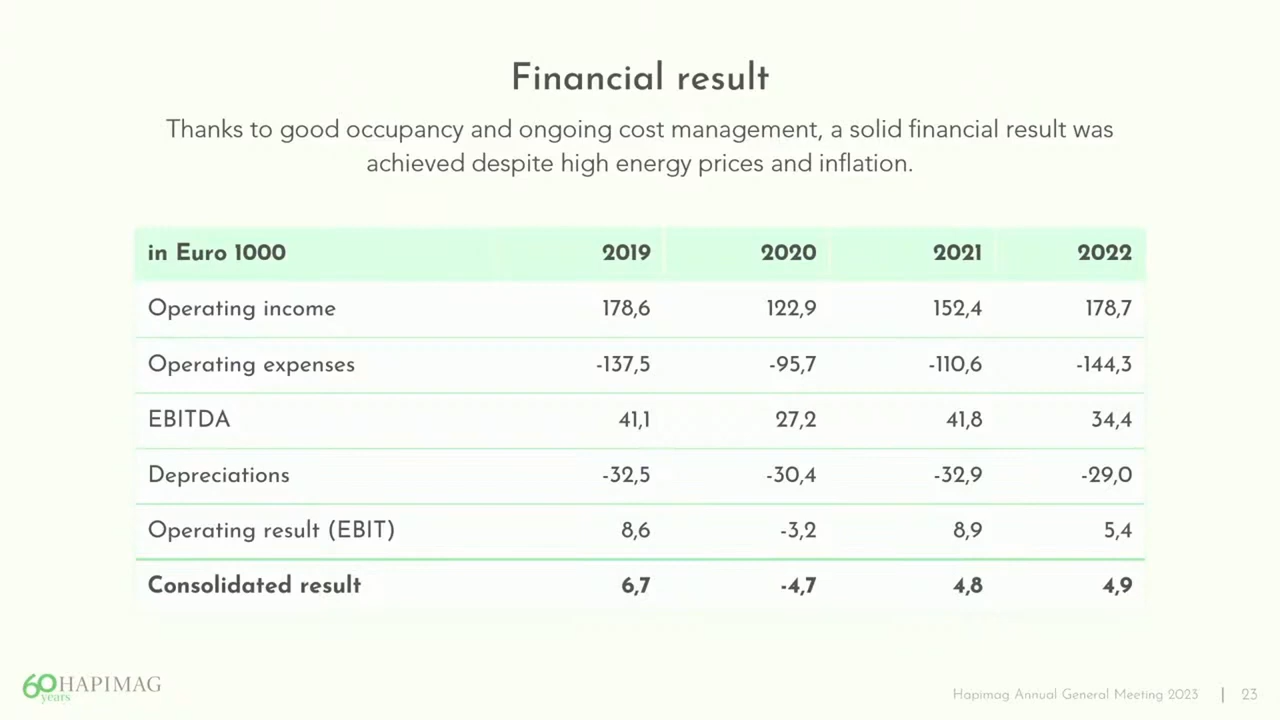 Financial result
Thanks to good occupancy and ongoing cost management, a solid financial result was
achieved despite high energy prices and inflation.
in Euro 1000 2019 2020 2021 2022
Operating income 178,6 122,9 152,4 178,7
Operating expenses -137,5 -95,7 -110,6 -144,3
EBITDA 41,1 27,2 41,8 34,4
Depreciations -32,5 -30,4 -32,9 -29,0
Operating result (EBIT) 8,6 -3,2 8,9 5,4
Consolidated result 6,7 -4,7 4,8 4,9
60 years HAPIMAG
Hapimag Annual General Meeting 2023 | 23